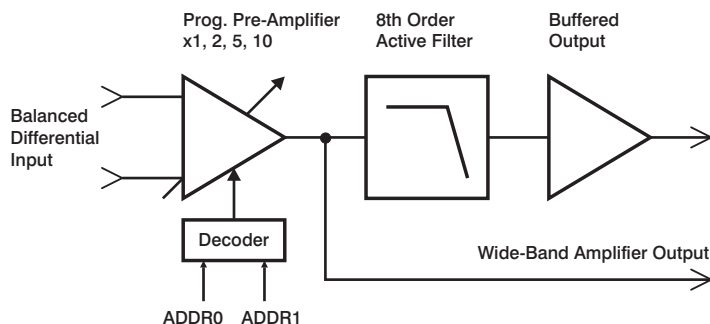 Prog. Pre-Amplifier
x1, 2, 5, 10
8th Order
Active Filter
Buffered
Output
Balanced
Differential
Input
Decoder
Wide-Band Amplifier Output
ADDR0 ADDR1